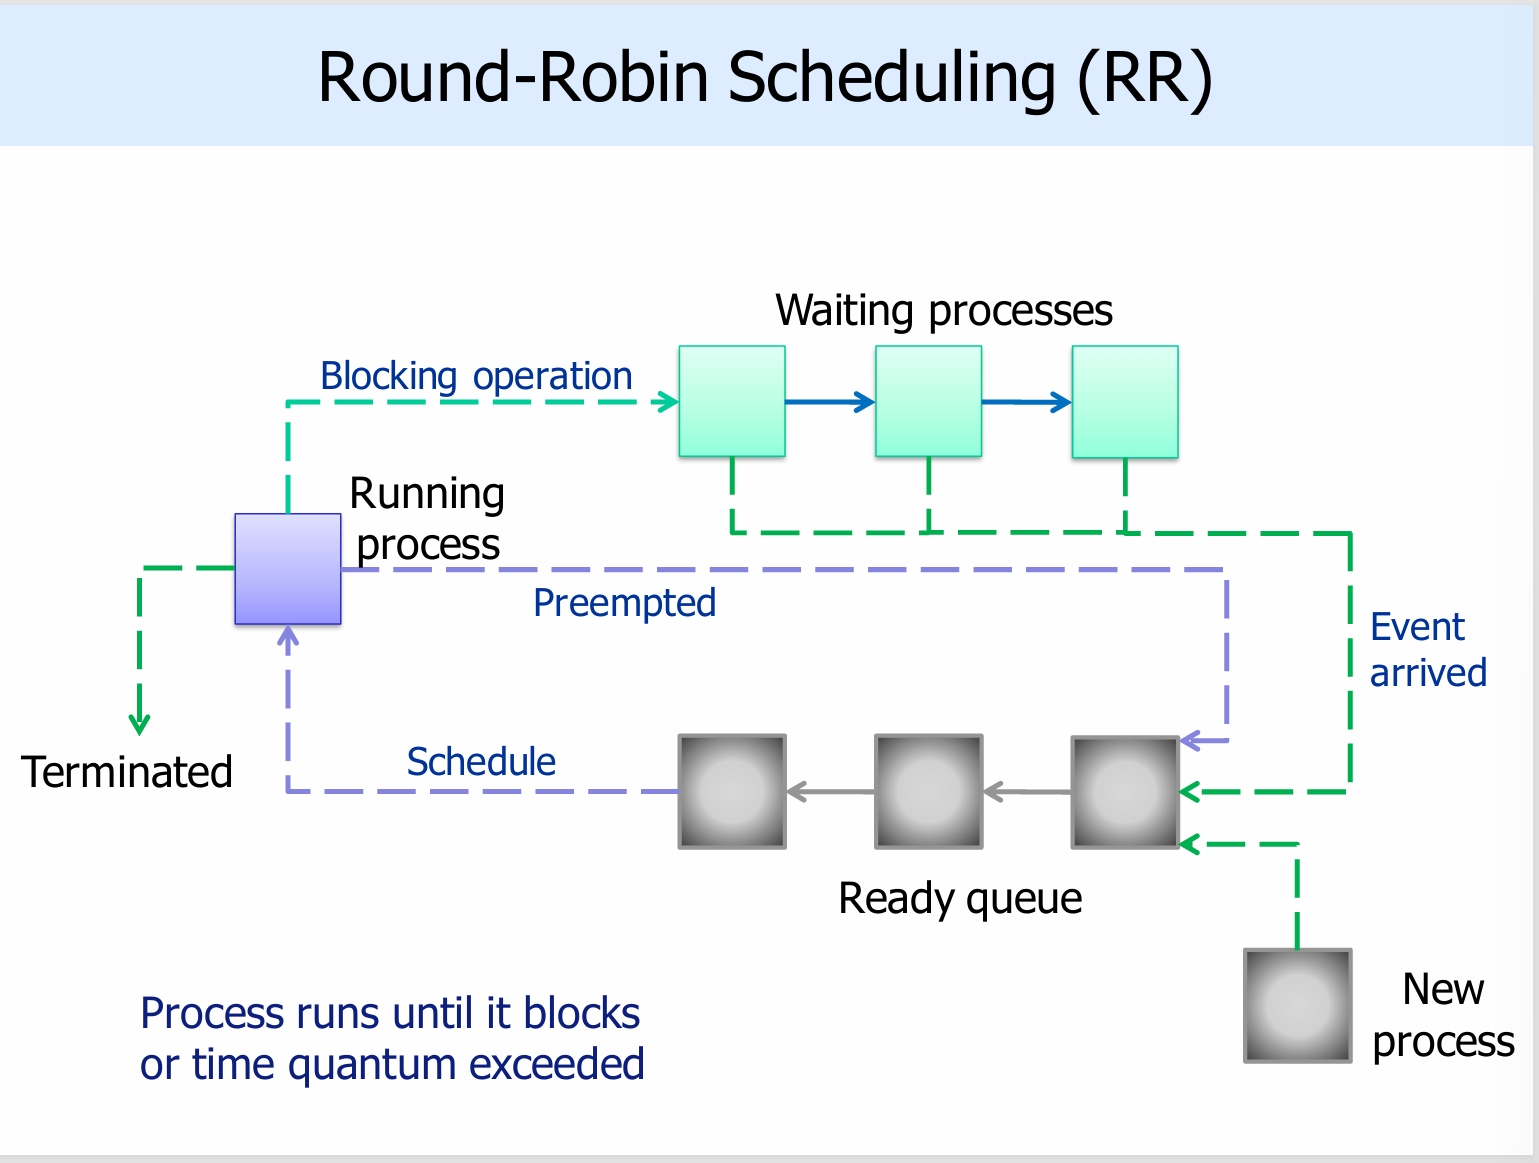 Round-Robin Scheduling (RR)
Waiting processes
Blocking operation
Running
process
Preempted
Event
arrived
Terminated
Schedule
Ready queue
New
process
Process runs until it blocks
or time quantum exceeded